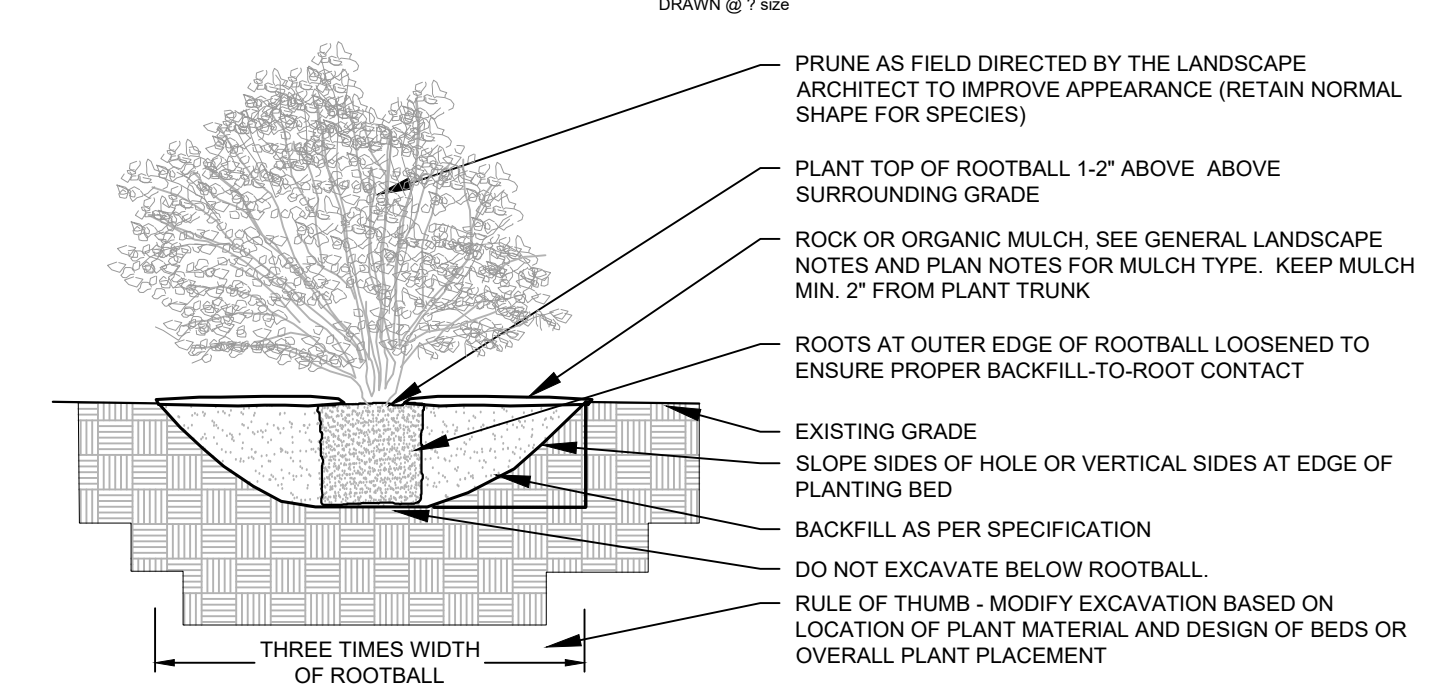 DRAWN @ ? size
PRUNE AS FIELD DIRECTED BY THE LANDSCAPE
ARCHITECT TO IMPROVE APPEARANCE (RETAIN NORMAL
SHAPE FOR SPECIES)
PLANT TOP OF ROOTBALL 1-2" ABOVE  ABOVE
SURROUNDING GRADE
ROCK OR ORGANIC MULCH, SEE GENERAL LANDSCAPE
NOTES AND PLAN NOTES FOR MULCH TYPE.  KEEP MULCH
MIN. 2" FROM PLANT TRUNK
ROOTS AT OUTER EDGE OF ROOTBALL LOOSENED TO
ENSURE PROPER BACKFILL-TO-ROOT CONTACT
EXISTING GRADE
SLOPE SIDES OF HOLE OR VERTICAL SIDES AT EDGE OF
PLANTING BED
BACKFILL AS PER SPECIFICATION
DO NOT EXCAVATE BELOW ROOTBALL.
RULE OF THUMB - MODIFY EXCAVATION BASED ON
LOCATION OF PLANT MATERIAL AND DESIGN OF BEDS OR
OVERALL PLANT PLACEMENT
THREE TIMES WIDTH
OF ROOTBALL